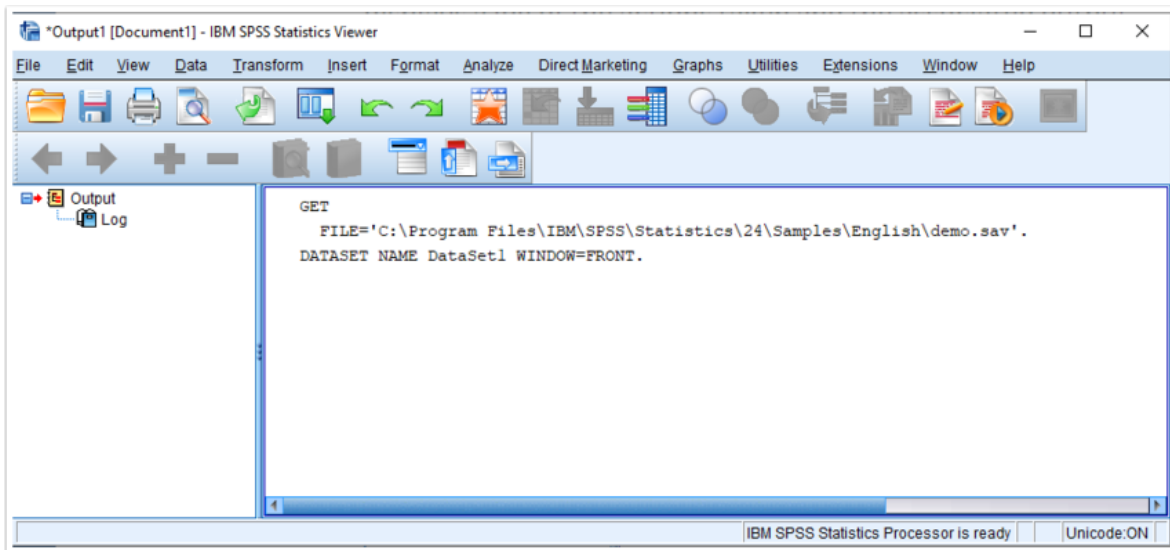 *Output1 [Document1] - IBM SPSS Statistics Viewer
File Edit View Data Transform Insert Format Analyze Direct Marketing Graphs Utilities Extensions Window Help
Output
Log
GET
FILE='C:\Program Files\IBM\SPSS\Statistics\24\Samples\English\demo.sav'.
DATASET NAME DataSet1 WINDOW=FRONT.
IBM SPSS Statistics Processor is ready Unicode:ON